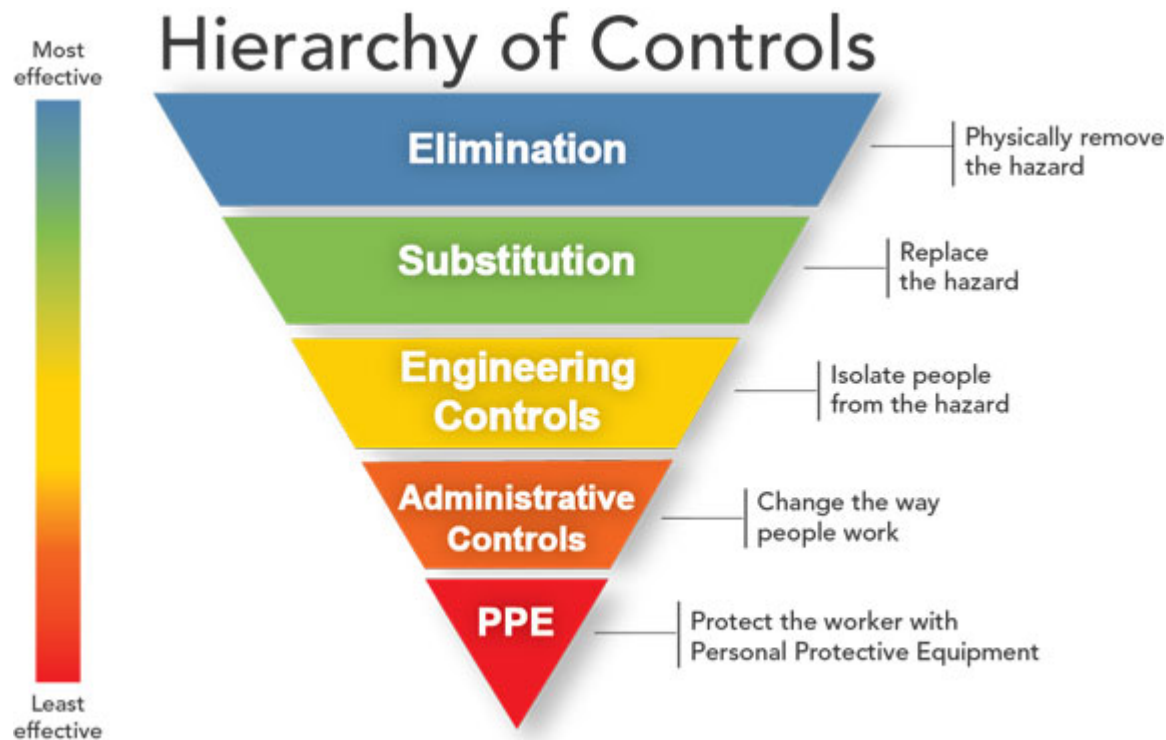 Hierarchy of Controls
Most
effective
Elimination
Physically remove
the hazard
Substitution
Replace
the hazard
Engineering
Controls
Isolate people
from the hazard
Administrative
Controls
Change the way
people work
PPE
Protect the worker with
Personal Protective Equipment
Least
effective